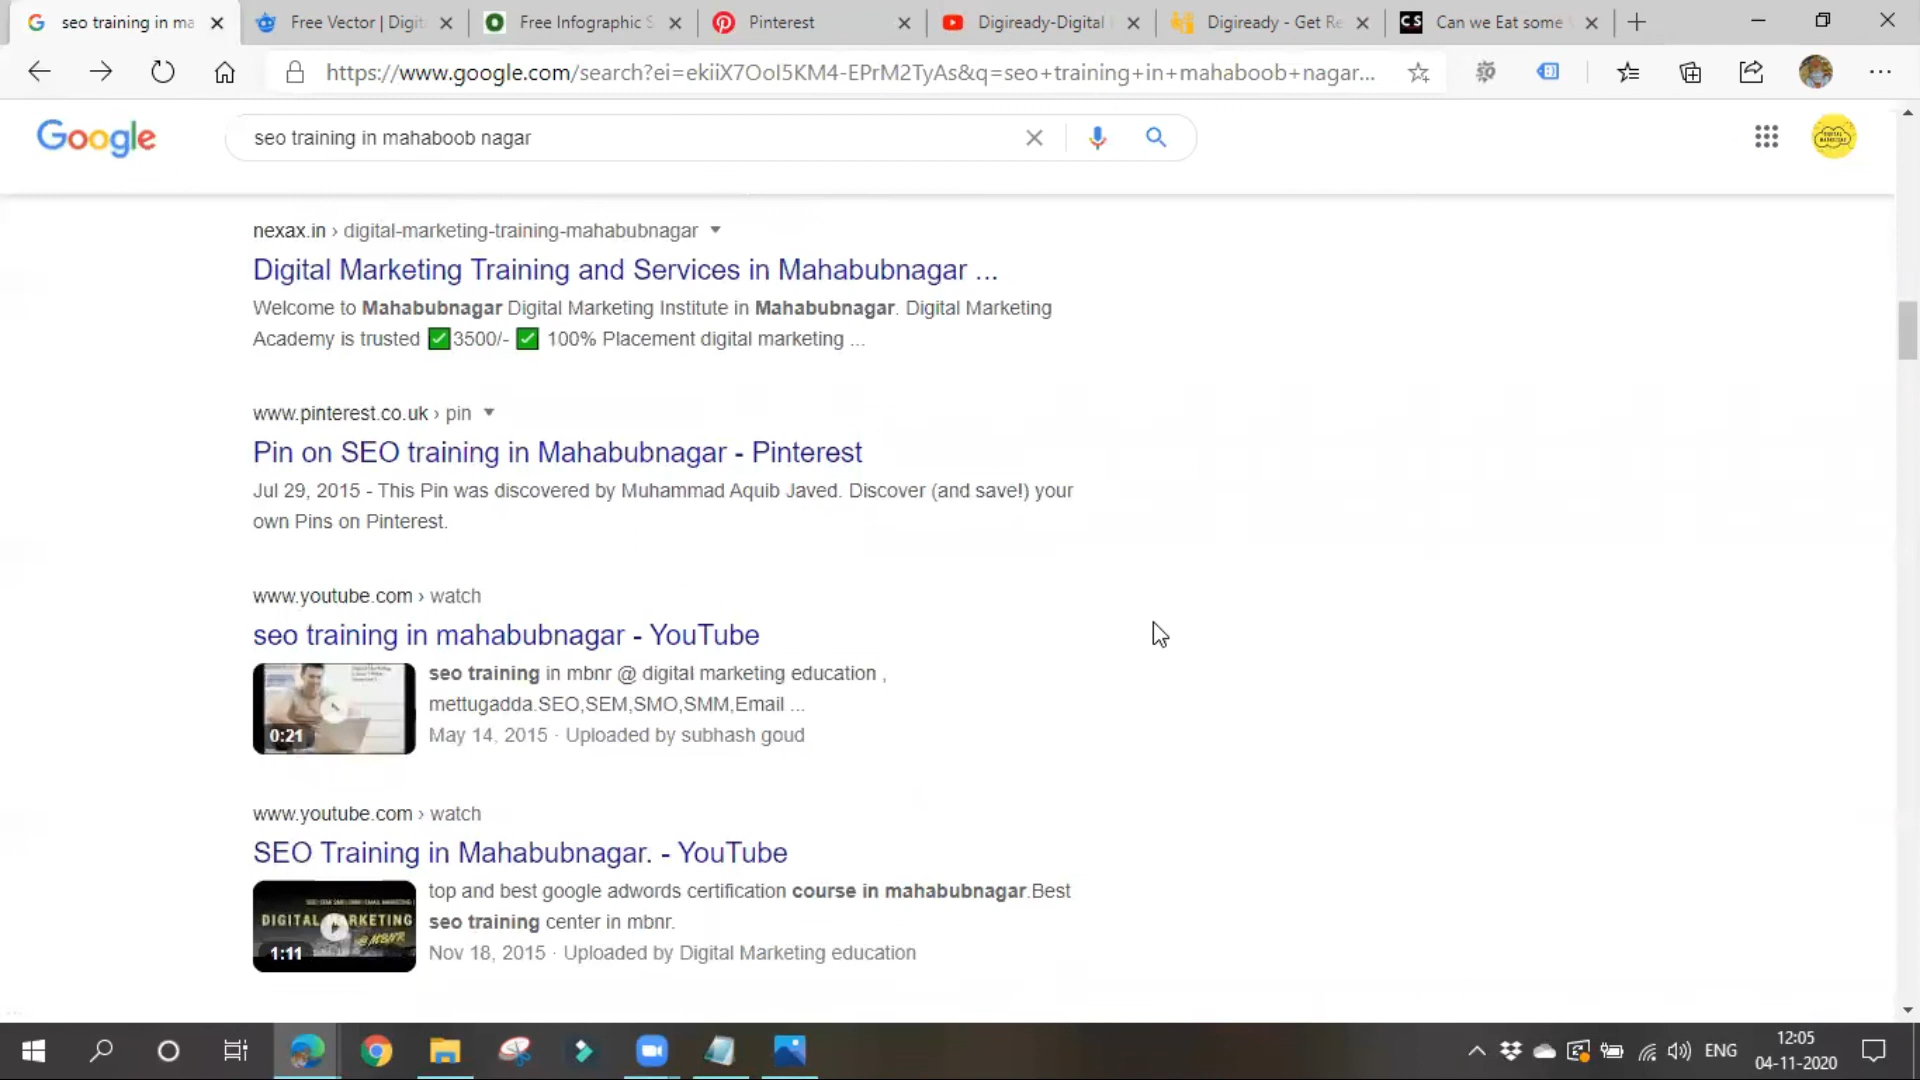 seo training in ma
Free Vector | Digit
Free Infographic S
Pinterest
Digiready-Digital
Digiready - Get Re
CS
Can we Eat some
https://www.google.com/search?ei=ekiiX7OoI5KM4-EPrM2TyAs&q=seo+training+in+mahaboob+nagar...
Google
seo training in mahaboob nagar
nexax.in › digital-marketing-training-mahabubnagar
Digital Marketing Training and Services in Mahabubnagar ...
Welcome to Mahabubnagar Digital Marketing Institute in Mahabubnagar. Digital Marketing
Academy is trusted ✅3500/- ✅ 100% Placement digital marketing ...
www.pinterest.co.uk › pin
Pin on SEO training in Mahabubnagar - Pinterest
Jul 29, 2015 - This Pin was discovered by Muhammad Aquib Javed. Discover (and save!) your
own Pins on Pinterest.
www.youtube.com › watch
seo training in mahabubnagar - YouTube
seo training in mbnr @ digital marketing education ,
mettugadda.SEO,SEM,SMO,SMM,Email ...
0:21
May 14, 2015 · Uploaded by subhash goud
www.youtube.com › watch
SEO Training in Mahabubnagar. - YouTube
top and best google adwords certification course in mahabubnagar.Best
DIGITAL MARKETING
@MBNR
seo training center in mbnr.
1:11
Nov 18, 2015 · Uploaded by Digital Marketing education
ENG
12:05
04-11-2020